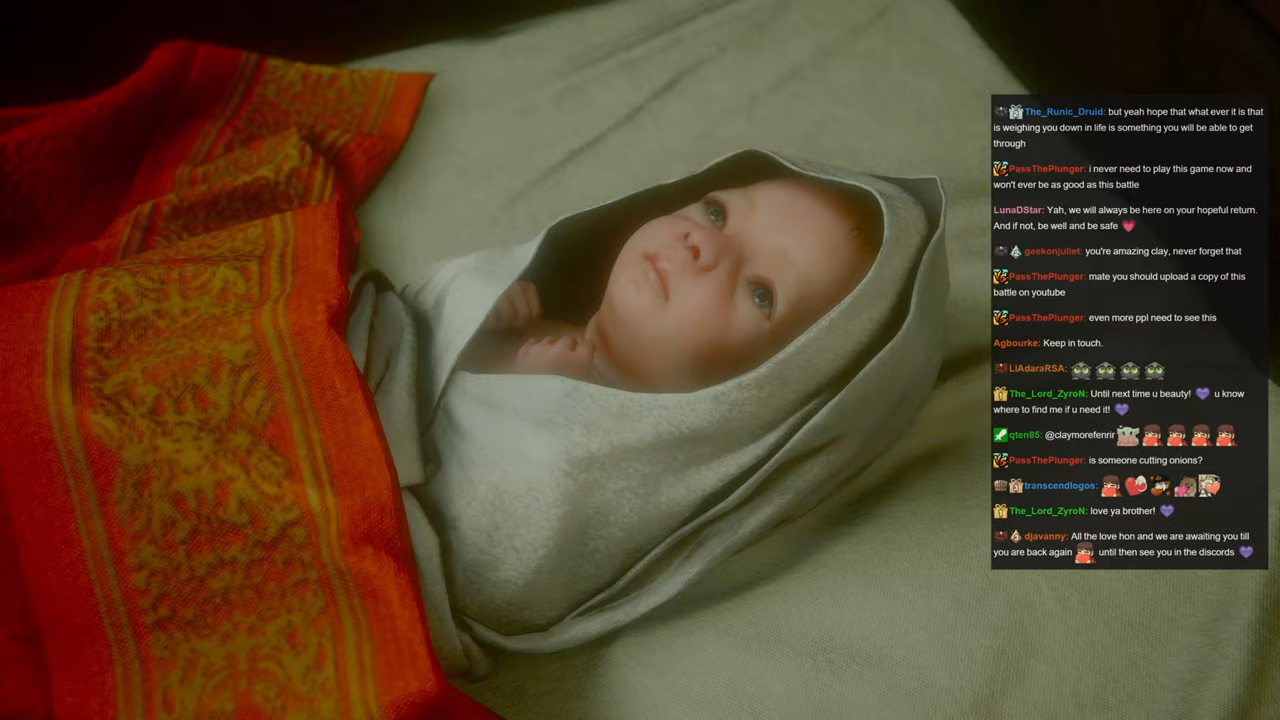 The_Runic_Druid: but yeah hope that what ever it is that
is weighing you down in life is something you will be able to get
through
PassThePlunger: i never need to play this game now and
won't ever be as good as this battle
LunaDStar: Yah, we will always be here on your hopeful return.
And if not, be well and be safe
geekonjuliet: you're amazing clay, never forget that
PassThePlunger: mate you should upload a copy of this
battle on youtube
PassThePlunger: even more ppl need to see this
Agbourke: Keep in touch.
LilAdaraRSA:
The_Lord_ZyroN: Until next time u beauty! 💜 u know
where to find me if u need it! 💜
qten85: @claymorefenrir
PassThePlunger: is someone cutting onions?
transcendlogos:
The_Lord_ZyroN: love ya brother! 💜
djavanny: All the love hon and we are awaiting you till
you are back again until then see you in the discords 💜